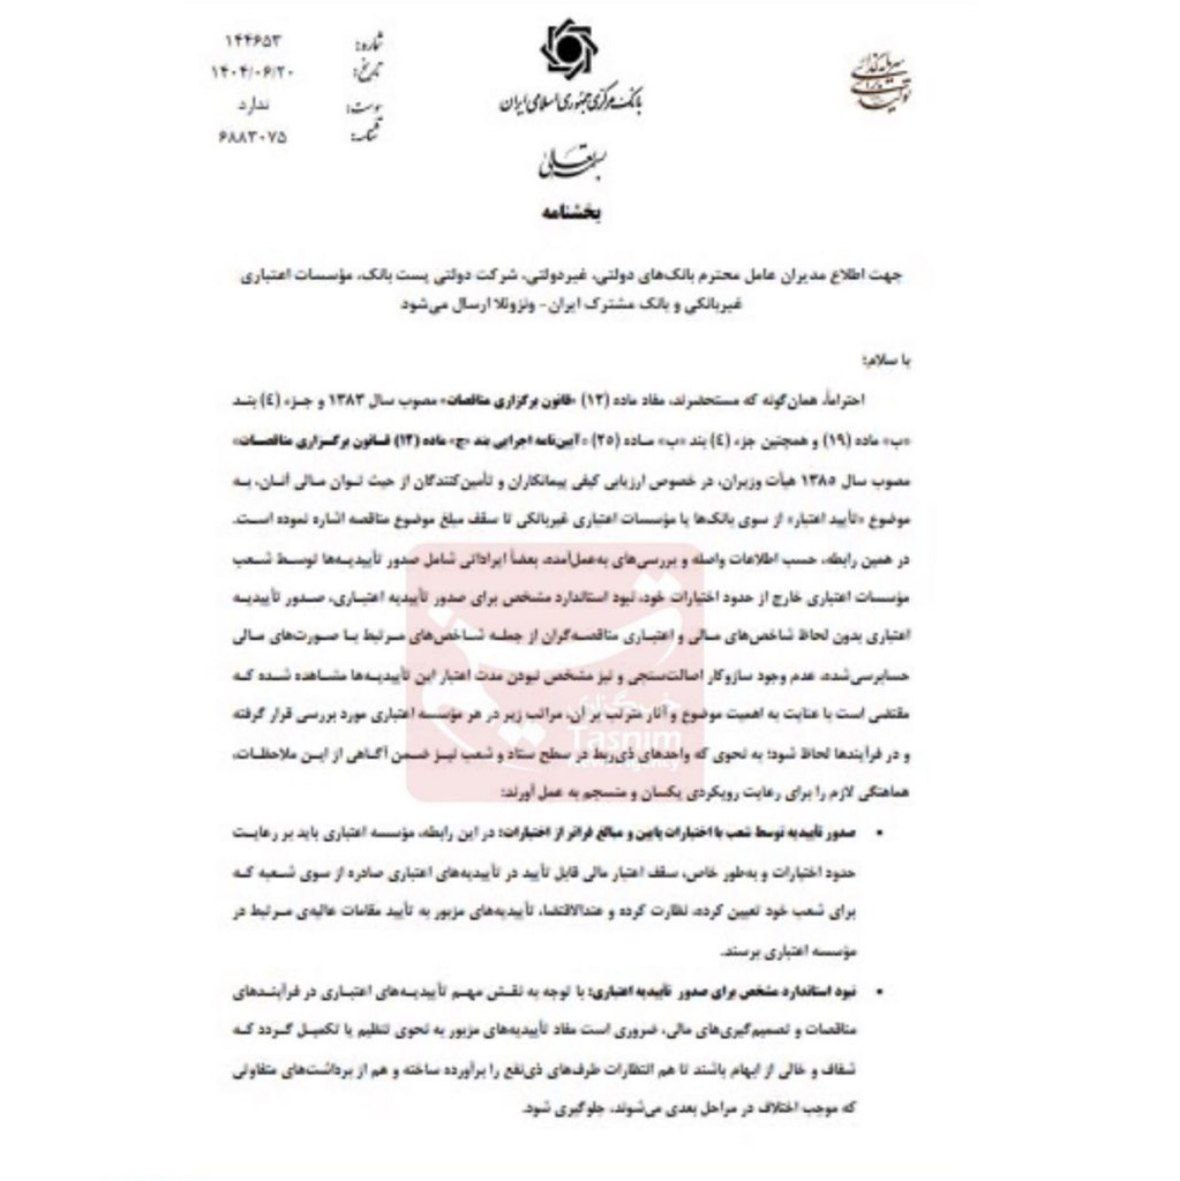 شماره: ۱۴۴۶۵۳
تاریخ: ۱۴۰۴/۰۶/۲۰
پیوست: ندارد
۶۸۸۳۰۷۵
بانک مرکزی جمهوری اسلامی ایران
بسمه تعالی
بخشنامه
جهت اطلاع مدیران عامل محترم بانک‌های دولتی، غیردولتی، شرکت دولتی پست بانک، مؤسسات اعتباری
غیربانکی و بانک مشترک ایران- ونزوئلا ارسال می‌شود.
با سلام؛
احتراماً، همان‌گونه که مستحضرند، مفاد ماده (۱۲) «قانون برگزاری مناقصات» مصوب سال ۱۳۸۳ و جزء (٤) بند
«ب» ماده (۱۹) و همچنین جزء (٤) بند «ب» ماده (۲۵) «آیین‌نامه اجرایی بند «ج» ماده (۱۲) قانون برگزاری مناقصات»
مصوب سال ۱۳۸۵ هیأت وزیران، در خصوص ارزیابی کیفی پیمانکاران و تأمین‌کنندگان از حیث توان مالی آنان، به
موضوع «تأیید اعتبار» از سوی بانک‌ها یا مؤسسات اعتباری غیربانکی تا سقف مبلغ موضوع مناقصه اشاره نموده است.
در همین رابطه، حسب اطلاعات واصله و بررسی‌های به‌عمل‌آمده، بعضاً ایراداتی شامل صدور تأییدیه‌ها توسط شعب
مؤسسات اعتباری خارج از حدود اختیارات خود، نبود استاندارد مشخص برای صدور تأییدیه اعتباری، صدور تأییدیه
اعتباری بدون لحاظ شاخص‌های مالی و اعتباری مناقصه‌گران از جمله شاخص‌های مرتبط با صورت‌های مالی
حسابرسی‌شده، عدم وجود سازوکار اصالت‌سنجی و نیز مشخص نبودن مدت اعتبار این تأییدیه‌ها مشاهده شده که
مقتضی است با عنایت به اهمیت موضوع و آثار مترتب بر آن، مراتب زیر در هر مؤسسه اعتباری مورد بررسی قرار گرفته
و در فرآیندها لحاظ شود؛ به نحوی که واحدهای ذی‌ربط در سطح ستاد و شعب نیز ضمن آگاهی از این ملاحظات،
هماهنگی لازم را برای رعایت رویکردی یکسان و منسجم به عمل آورند:
• صدور تأییدیه توسط شعب با اختیارات پایین و مبالغ فراتر از اختیارات: در این رابطه، مؤسسه اعتباری باید بر رعایت
حدود اختیارات و به‌طور خاص، سقف اعتبار مالی قابل تأیید در تأییدیه‌های اعتباری صادره از سوی شعبه که
برای شعب خود تعیین کرده، نظارت کرده و عندالاقتضا، تأییدیه‌های مزبور به تأیید مقامات عالیه‌ی مرتبط در
مؤسسه اعتباری برسند.
• نبود استاندارد مشخص برای صدور تأییدیه اعتباری: با توجه به نقش مهم تأییدیه‌های اعتباری در فرآیندهای
مناقصات و تصمیم‌گیری‌های مالی، ضروری است مفاد تأییدیه‌های مزبور به نحوی تنظیم یا تکمیل گردد که
شفاف و خالی از ابهام باشند تا هم انتظارات طرف‌های ذی‌نفع را برآورده ساخته و هم از برداشت‌های متفاوتی
که موجب اختلاف در مراحل بعدی می‌شوند، جلوگیری شود.
تسنیم
خبرگزاری
Tasnim